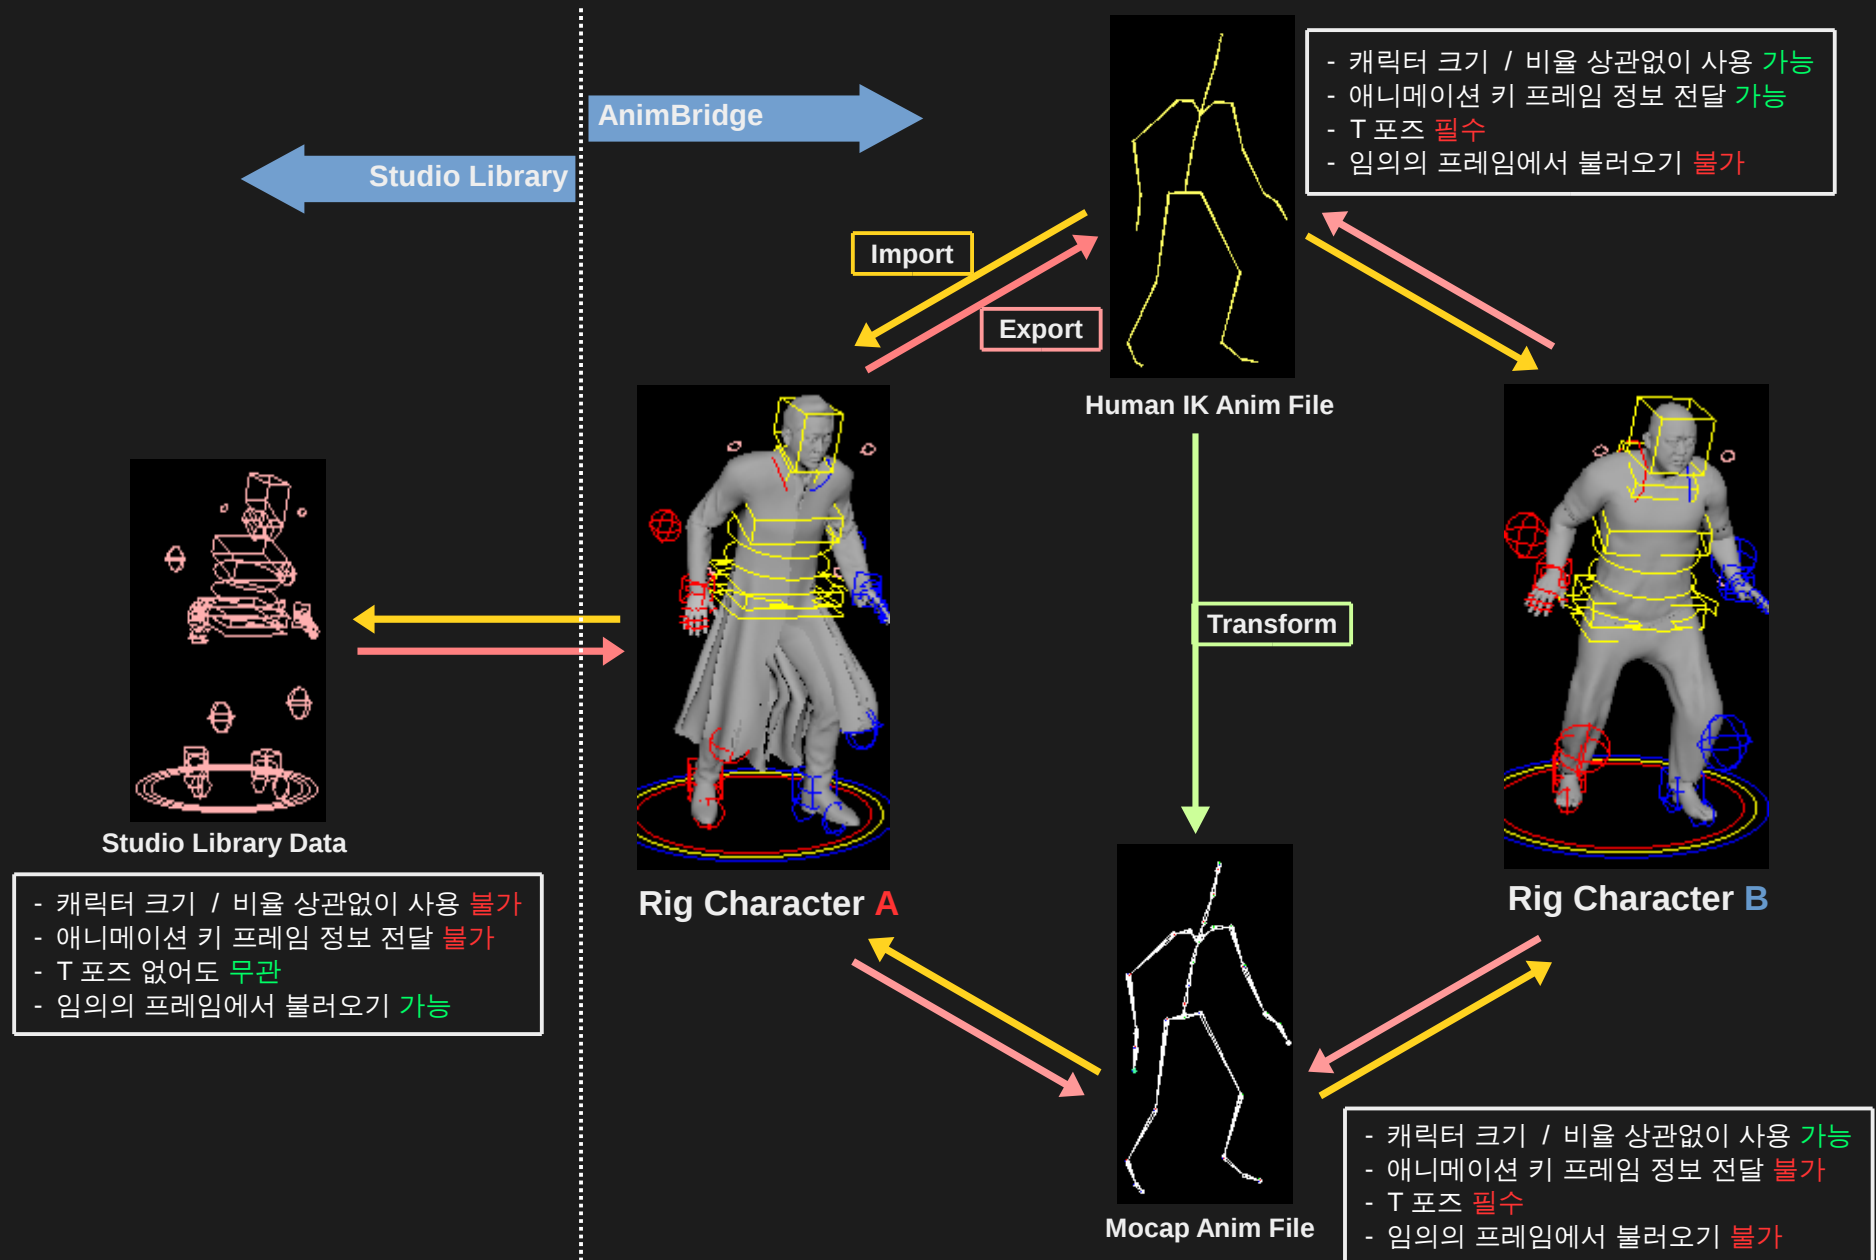 AnimBridge
Studio Library
- 캐릭터 크기 / 비율 상관없이 사용 가능
- 애니메이션 키 프레임 정보 전달 가능
- T 포즈 필수
- 임의의 프레임에서 불러오기 불가
Import
Export
Human IK Anim File
Transform
Studio Library Data
- 캐릭터 크기 / 비율 상관없이 사용 불가
- 애니메이션 키 프레임 정보 전달 불가
- T 포즈 없어도 무관
- 임의의 프레임에서 불러오기 가능
Rig Character A
Rig Character B
Mocap Anim File
- 캐릭터 크기 / 비율 상관없이 사용 가능
- 애니메이션 키 프레임 정보 전달 불가
- T 포즈 필수
- 임의의 프레임에서 불러오기 불가